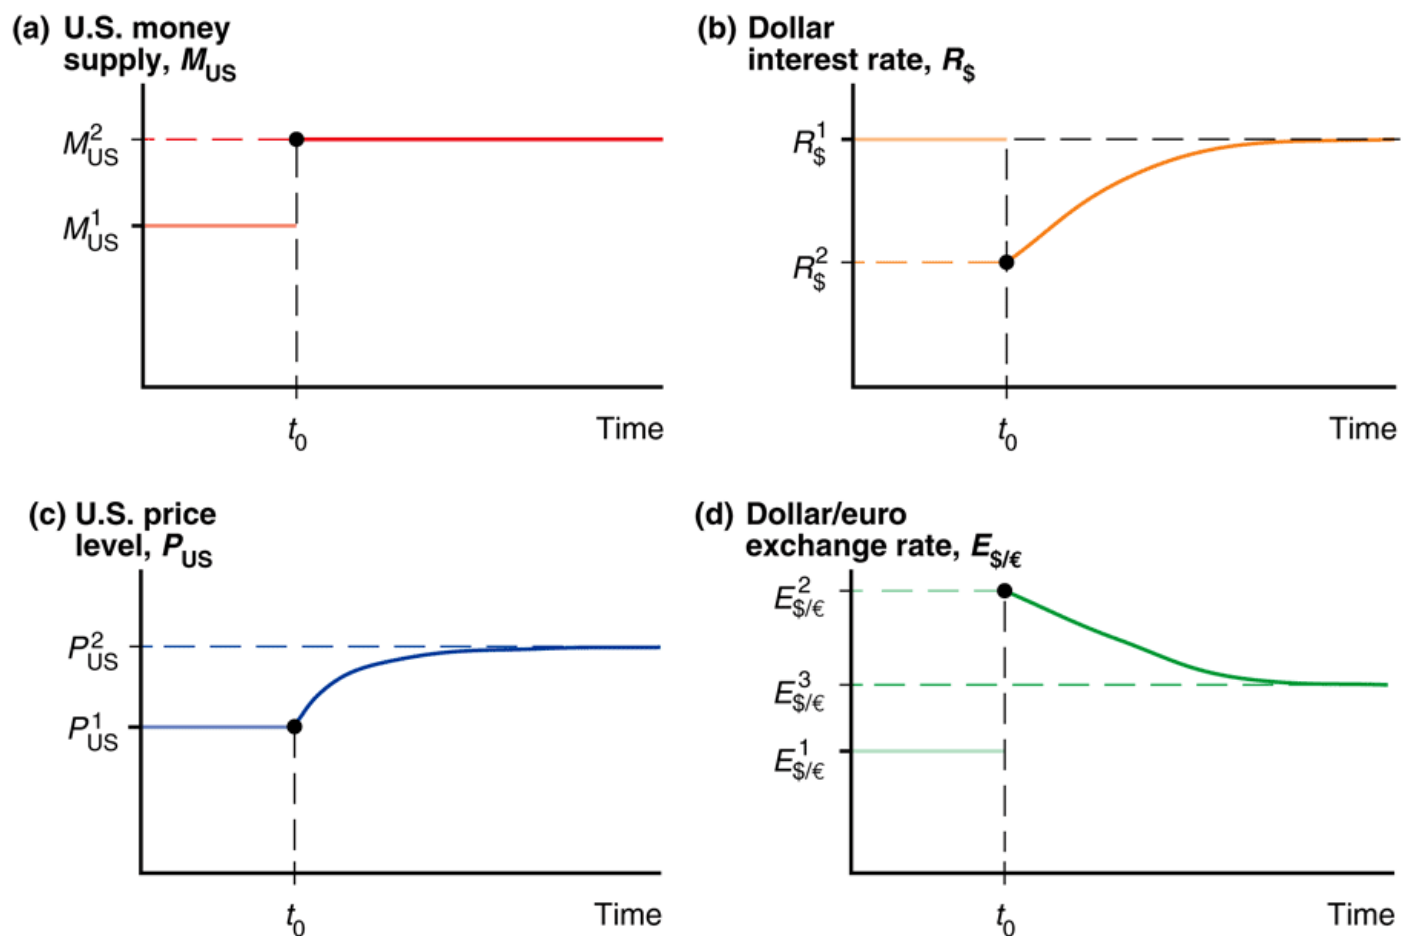 (a) U.S. money
supply, M_US
M²_US
M¹_US
t₀
Time
(b) Dollar
interest rate, R_$
R¹_$
R²_$
t₀
Time
(c) U.S. price
level, P_US
P²_US
P¹_US
t₀
Time
(d) Dollar/euro
exchange rate, E_$/€
E²_$/€
E³_$/€
E¹_$/€
t₀
Time